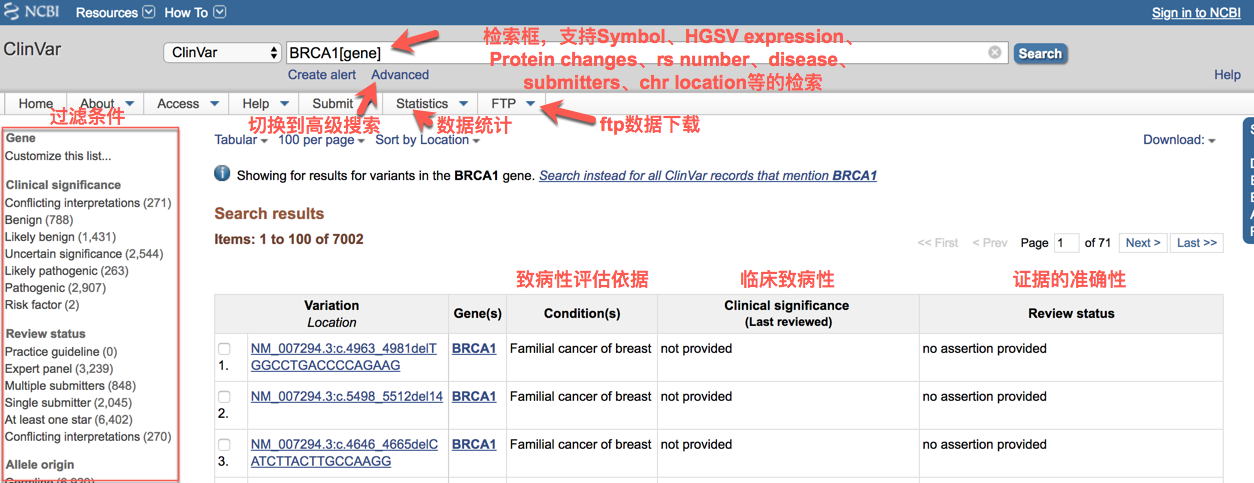 NCBI Resources How To Sign in to NCBI
ClinVar ClinVar BRCA1[gene] Search
检索框，支持Symbol、HGSV expression、
Protein changes、rs number、disease、
submitters、chr location等的检索
Create alert Advanced Help
Home About Access Help Submit Statistics FTP
过滤条件 切换到高级搜索 数据统计 ftp数据下载
Gene
Customize this list...
Clinical significance
Conflicting interpretations (271)
Benign (788)
Likely benign (1,431)
Uncertain significance (2,544)
Likely pathogenic (263)
Pathogenic (2,907)
Risk factor (2)
Review status
Practice guideline (0)
Expert panel (3,239)
Multiple submitters (848)
Single submitter (2,045)
At least one star (6,402)
Conflicting interpretations (270)
Allele origin
Tabular 100 per page Sort by Location Download:
Showing for results for variants in the BRCA1 gene. Search instead for all ClinVar records that mention BRCA1
Search results
Items: 1 to 100 of 7002
<< First < Prev Page 1 of 71 Next > Last >>
致病性评估依据 临床致病性 证据的准确性
Variation Gene(s) Condition(s) Clinical significance Review status
Location (Last reviewed)
NM_007294.3:c.4963_4981delT BRCA1 Familial cancer of breast not provided no assertion provided
1. GGCCTGACCCCAGAAG
NM_007294.3:c.5498_5512del14 BRCA1 Familial cancer of breast not provided no assertion provided
2.
NM_007294.3:c.4646_4665delC BRCA1 Familial cancer of breast not provided no assertion provided
3. ATCTTACTTGCCAAGG